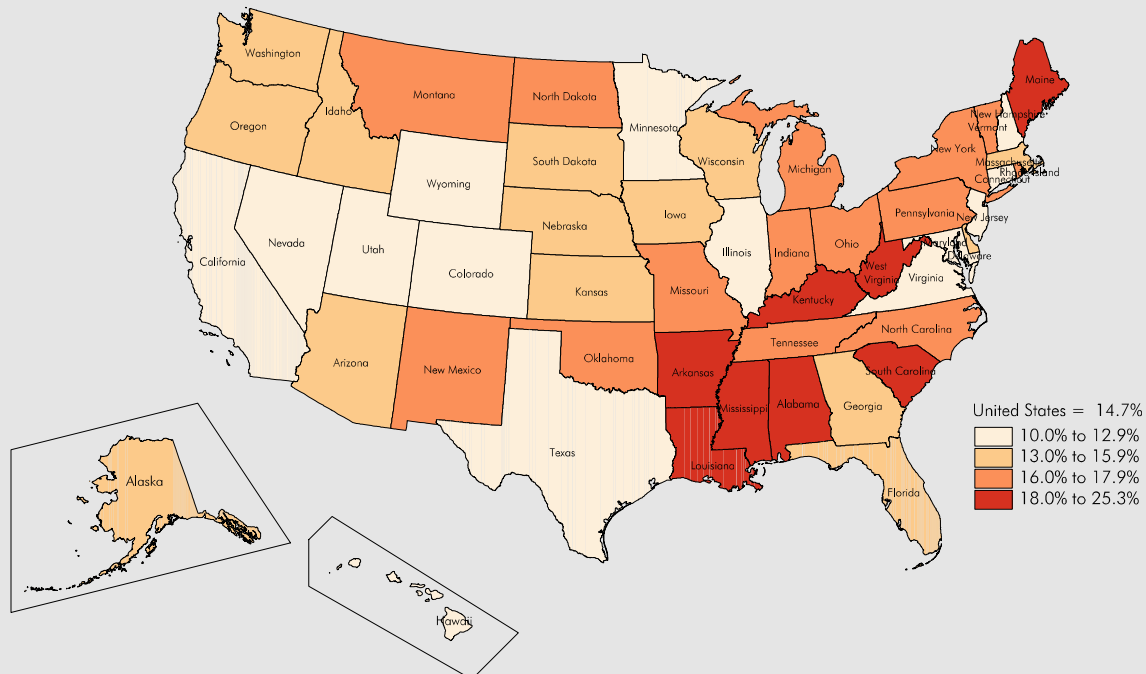 Washington
Maine
Idaho
Montana
North Dakota
New Hampshire
Oregon
Minnesota
Vermont
New York
South Dakota
Wisconsin
Massachusetts
Michigan
Rhode Island
Connecticut
Wyoming
Iowa
Pennsylvania
New Jersey
Nebraska
Nevada
Utah
Ohio
Maryland
Illinois
Indiana
Delaware
California
Colorado
West
Virginia
Virginia
Kansas
Missouri
Kentucky
North Carolina
Tennessee
Oklahoma
Arizona
New Mexico
Arkansas
South Carolina
Mississippi
Alabama
Georgia
United States = 14.7%
10.0% to 12.9%
13.0% to 15.9%
16.0% to 17.9%
18.0% to 25.3%
Texas
Louisiana
Alaska
Florida
Hawaii